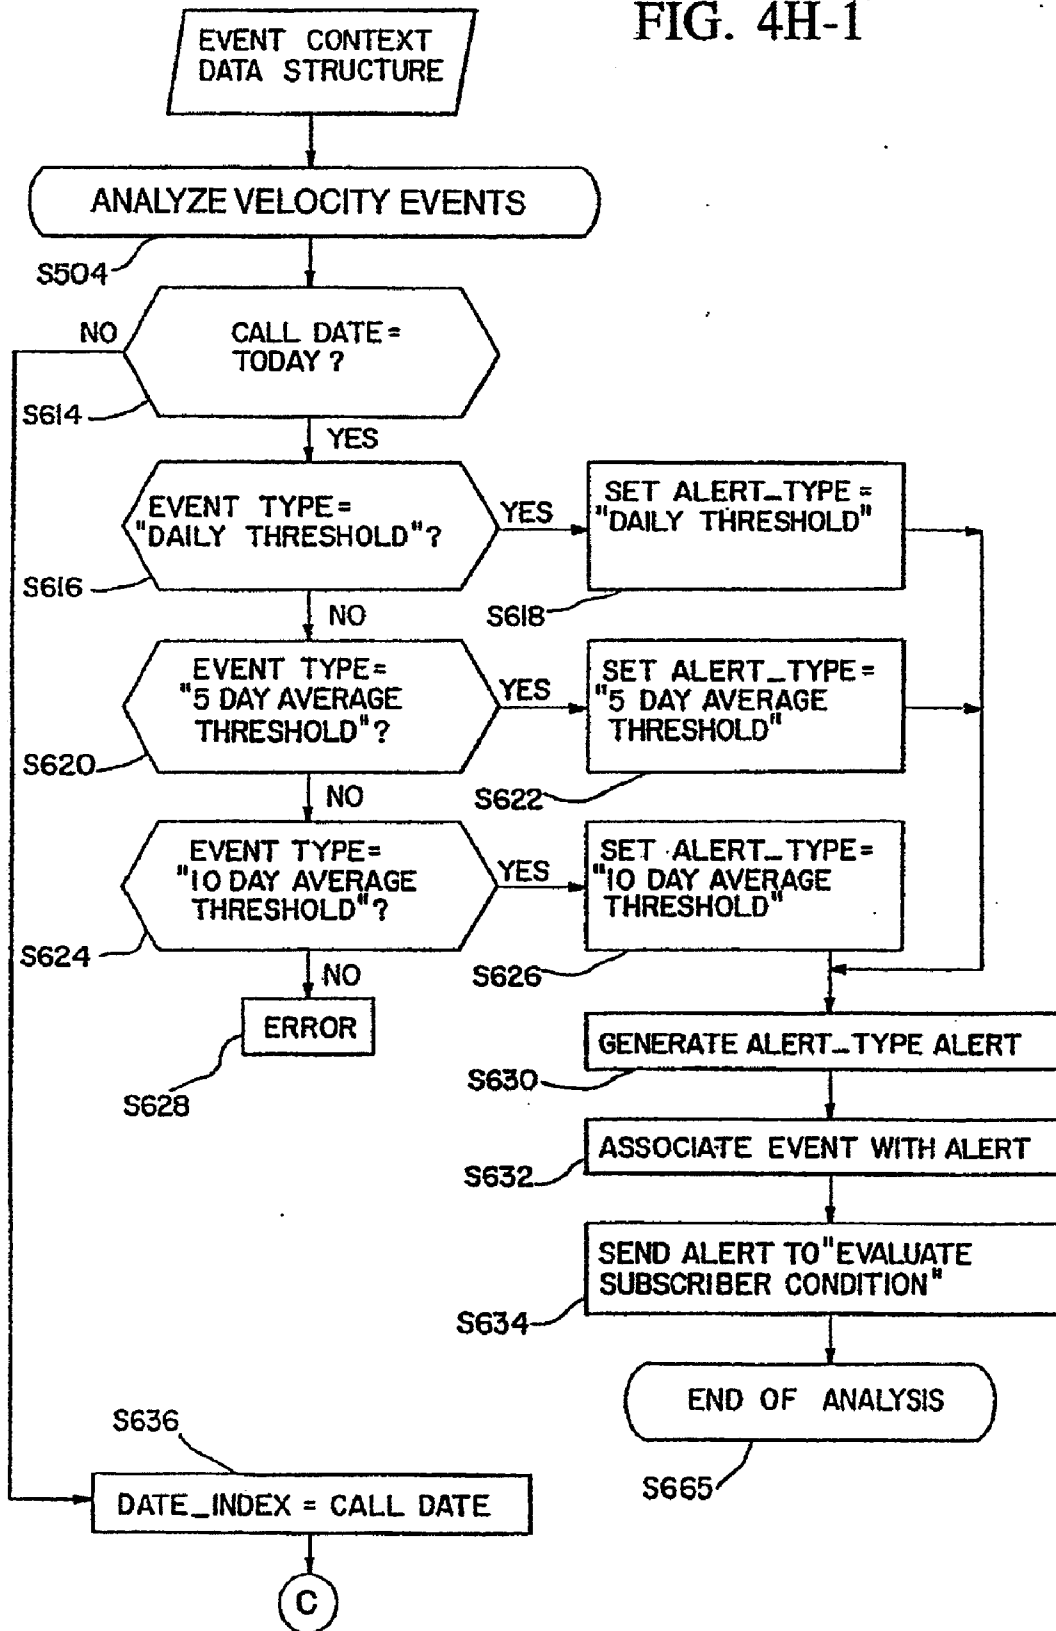 FIG. 4H-1
EVENT CONTEXT
DATA STRUCTURE
ANALYZE VELOCITY EVENTS
S504
NO
CALL DATE=
TODAY?
S614
YES
EVENT TYPE=
"DAILY THRESHOLD"?
YES
SET ALERT_TYPE=
"DAILY THRESHOLD"
S616
S618
NO
EVENT TYPE=
"5 DAY AVERAGE
THRESHOLD"?
YES
SET ALERT_TYPE=
"5 DAY AVERAGE
THRESHOLD"
S620
S622
NO
EVENT TYPE=
"10 DAY AVERAGE
THRESHOLD"?
YES
SET ALERT_TYPE=
"10 DAY AVERAGE
THRESHOLD"
S624
S626
NO
ERROR
S628
GENERATE ALERT_TYPE ALERT
S630
ASSOCIATE EVENT WITH ALERT
S632
SEND ALERT TO "EVALUATE
SUBSCRIBER CONDITION"
S634
END OF ANALYSIS
S665
S636
DATE_INDEX = CALL DATE
C